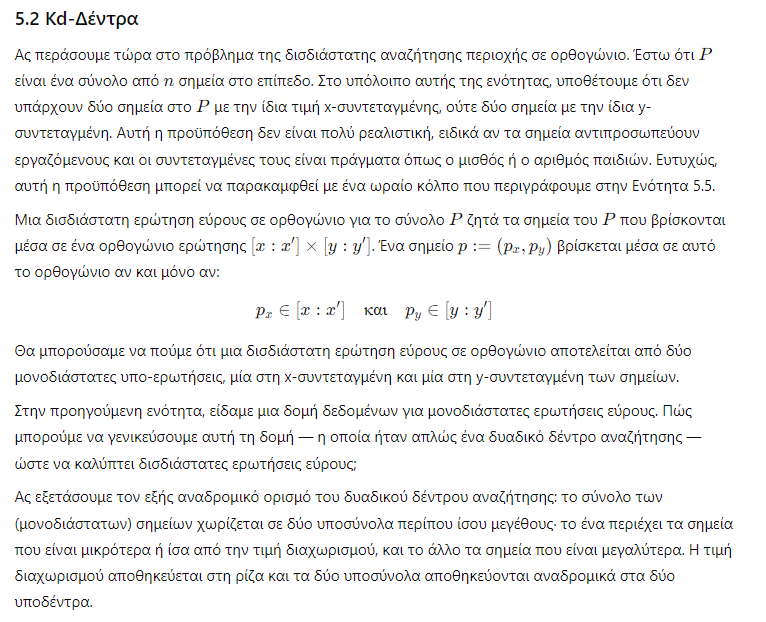 5.2 Kd-Δέντρα
Ας περάσουμε τώρα στο πρόβλημα της δισδιάστατης αναζήτησης περιοχής σε ορθογώνιο. Έστω ότι P
είναι ένα σύνολο από n σημεία στο επίπεδο. Στο υπόλοιπο αυτής της ενότητας, υποθέτουμε ότι δεν
υπάρχουν δύο σημεία στο P με την ίδια τιμή x-συντεταγμένης, ούτε δύο σημεία με την ίδια y-
συντεταγμένη. Αυτή η προϋπόθεση δεν είναι πολύ ρεαλιστική, ειδικά αν τα σημεία αντιπροσωπεύουν
εργαζόμενους και οι συντεταγμένες τους είναι πράγματα όπως ο μισθός ή ο αριθμός παιδιών. Ευτυχώς,
αυτή η προϋπόθεση μπορεί να παρακαμφθεί με ένα ωραίο κόλπο που περιγράφουμε στην Ενότητα 5.5.
Μια δισδιάστατη ερώτηση εύρους σε ορθογώνιο για το σύνολο P ζητά τα σημεία του P που βρίσκονται
μέσα σε ένα ορθογώνιο ερώτησης [x : x′] × [y : y′]. Ένα σημείο p := (pₓ, p_y) βρίσκεται μέσα σε αυτό
το ορθογώνιο αν και μόνο αν:
pₓ ∈ [x : x′] και p_y ∈ [y : y′]
Θα μπορούσαμε να πούμε ότι μια δισδιάστατη ερώτηση εύρους σε ορθογώνιο αποτελείται από δύο
μονοδιάστατες υπο-ερωτήσεις, μία στη x-συντεταγμένη και μία στη y-συντεταγμένη των σημείων.
Στην προηγούμενη ενότητα, είδαμε μια δομή δεδομένων για μονοδιάστατες ερωτήσεις εύρους. Πώς
μπορούμε να γενικεύσουμε αυτή τη δομή — η οποία ήταν απλώς ένα δυαδικό δέντρο αναζήτησης —
ώστε να καλύπτει δισδιάστατες ερωτήσεις εύρους;
Ας εξετάσουμε τον εξής αναδρομικό ορισμό του δυαδικού δέντρου αναζήτησης: το σύνολο των
(μονοδιάστατων) σημείων χωρίζεται σε δύο υποσύνολα περίπου ίσου μεγέθους· το ένα περιέχει τα σημεία
που είναι μικρότερα ή ίσα από την τιμή διαχωρισμού, και το άλλο τα σημεία που είναι μεγαλύτερα. Η τιμή
διαχωρισμού αποθηκεύεται στη ρίζα και τα δύο υποσύνολα αποθηκεύονται αναδρομικά στα δύο
υποδέντρα.